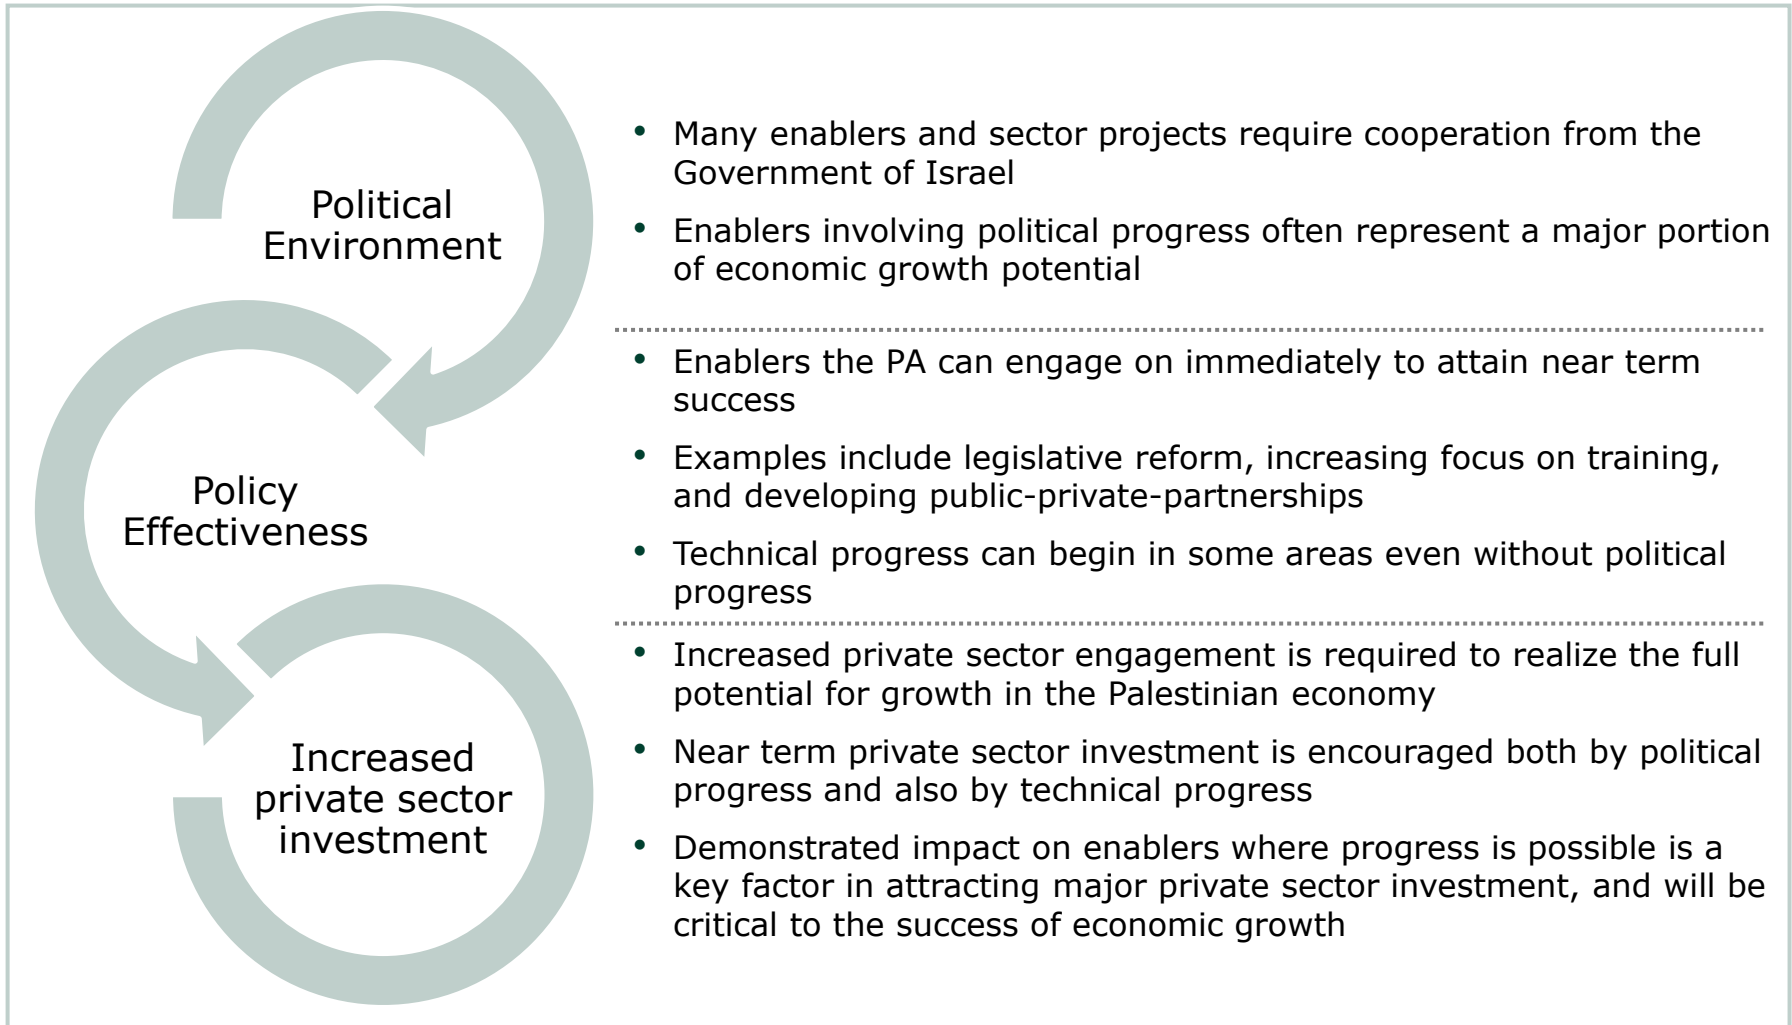 Political
Environment
• Many enablers and sector projects require cooperation from the
Government of Israel
• Enablers involving political progress often represent a major portion
of economic growth potential
Policy
Effectiveness
• Enablers the PA can engage on immediately to attain near term
success
• Examples include legislative reform, increasing focus on training,
and developing public-private-partnerships
• Technical progress can begin in some areas even without political
progress
Increased
private sector
investment
• Increased private sector engagement is required to realize the full
potential for growth in the Palestinian economy
• Near term private sector investment is encouraged both by political
progress and also by technical progress
• Demonstrated impact on enablers where progress is possible is a
key factor in attracting major private sector investment, and will be
critical to the success of economic growth